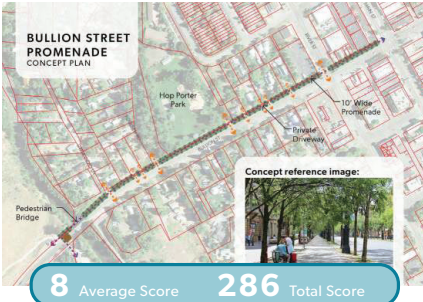 BULLION STREET
PROMENADE
CONCEPT PLAN
Hop Porter
Park
10' Wide
Promenade
Private
Driveway
Pedestrian
Bridge
Concept reference image:
8 Average Score 286 Total Score